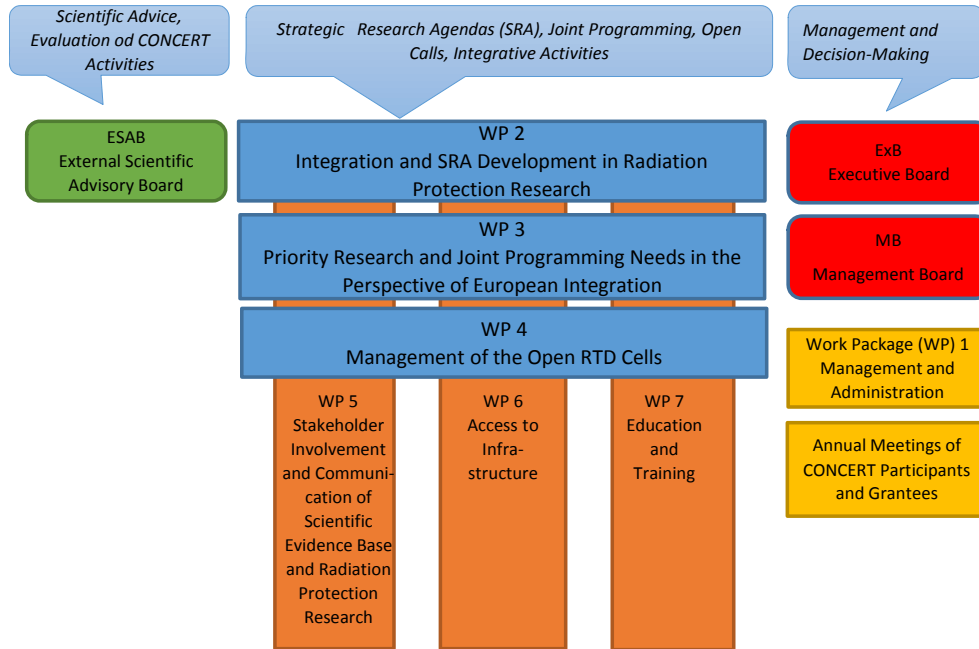 Scientific Advice,
Evaluation od CONCERT
Activities
Strategic Research Agendas (SRA), Joint Programming, Open
Calls, Integrative Activities
Management and
Decision-Making
ESAB
External Scientific
Advisory Board
WP 2
Integration and SRA Development in Radiation
Protection Research
ExB
Executive Board
WP 3
Priority Research and Joint Programming Needs in the
Perspective of European Integration
MB
Management Board
WP 4
Management of the Open RTD Cells
Work Package (WP) 1
Management and
Administration
WP 5
Stakeholder
Involvement
and Communi-
cation of
Scientific
Evidence Base
and Radiation
Protection
Research
WP 6
Access to
Infra-
structure
WP 7
Education
and
Training
Annual Meetings of
CONCERT Participants
and Grantees